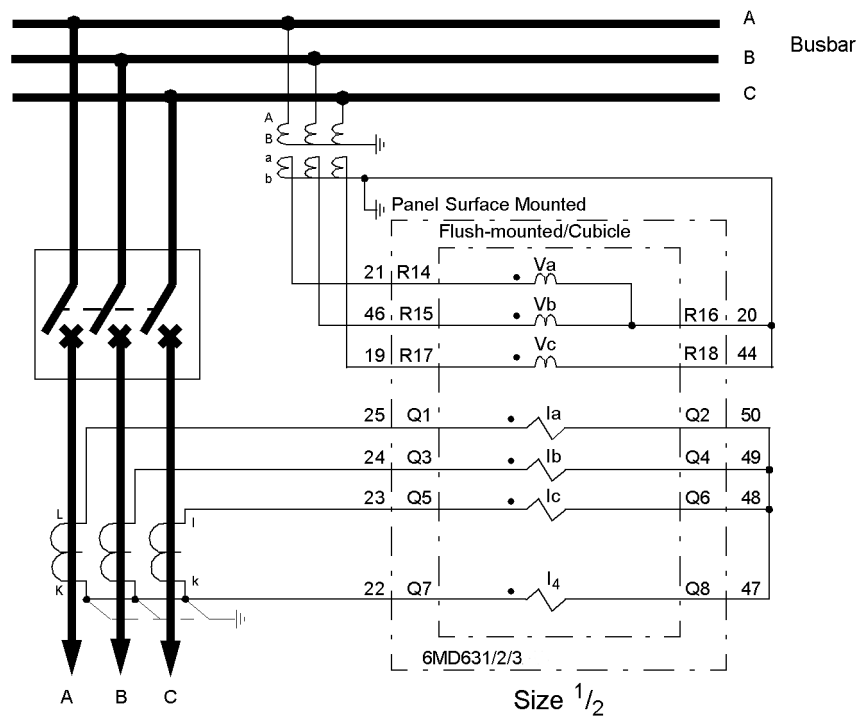 A
B
Busbar
C
A
B
a
b
Panel Surface Mounted
Flush-mounted/Cubicle
21 R14 Va
46 R15 Vb R16 20
19 R17 Vc R18 44
25 Q1 Ia Q2 50
24 Q3 Ib Q4 49
23 Q5 Ic Q6 48
L l
K k
22 Q7 I4 Q8 47
6MD631/2/3
A B C
Size 1/2